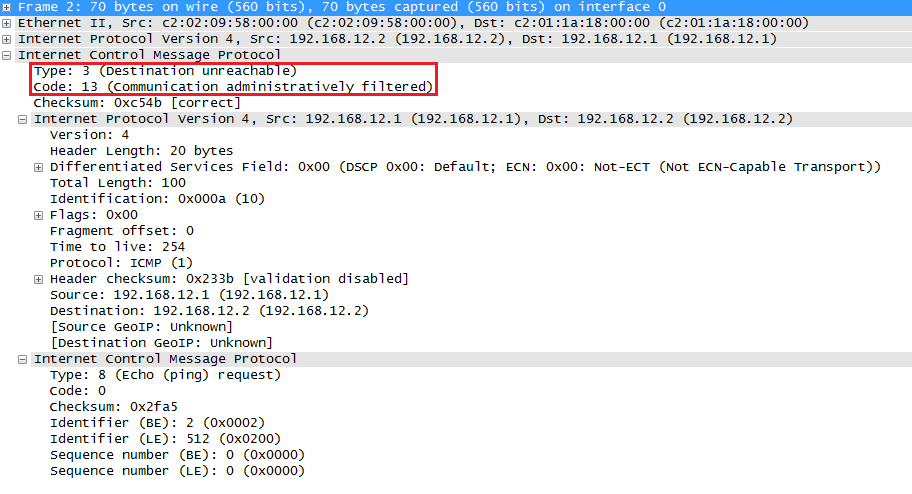 Frame 2: 70 bytes on wire (560 bits), 70 bytes captured (560 bits) on interface 0
Ethernet II, Src: c2:02:09:58:00:00 (c2:02:09:58:00:00), Dst: c2:01:1a:18:00:00 (c2:01:1a:18:00:00)
Internet Protocol Version 4, Src: 192.168.12.2 (192.168.12.2), Dst: 192.168.12.1 (192.168.12.1)
Internet Control Message Protocol
Type: 3 (Destination unreachable)
Code: 13 (Communication administratively filtered)
Checksum: 0xc54b [correct]
Internet Protocol Version 4, Src: 192.168.12.1 (192.168.12.1), Dst: 192.168.12.2 (192.168.12.2)
Version: 4
Header Length: 20 bytes
Differentiated Services Field: 0x00 (DSCP 0x00: Default; ECN: 0x00: Not-ECT (Not ECN-Capable Transport))
Total Length: 100
Identification: 0x000a (10)
Flags: 0x00
Fragment offset: 0
Time to live: 254
Protocol: ICMP (1)
Header checksum: 0x233b [validation disabled]
Source: 192.168.12.1 (192.168.12.1)
Destination: 192.168.12.2 (192.168.12.2)
[Source GeoIP: Unknown]
[Destination GeoIP: Unknown]
Internet Control Message Protocol
Type: 8 (Echo (ping) request)
Code: 0
Checksum: 0x2fa5
Identifier (BE): 2 (0x0002)
Identifier (LE): 512 (0x0200)
Sequence number (BE): 0 (0x0000)
Sequence number (LE): 0 (0x0000)